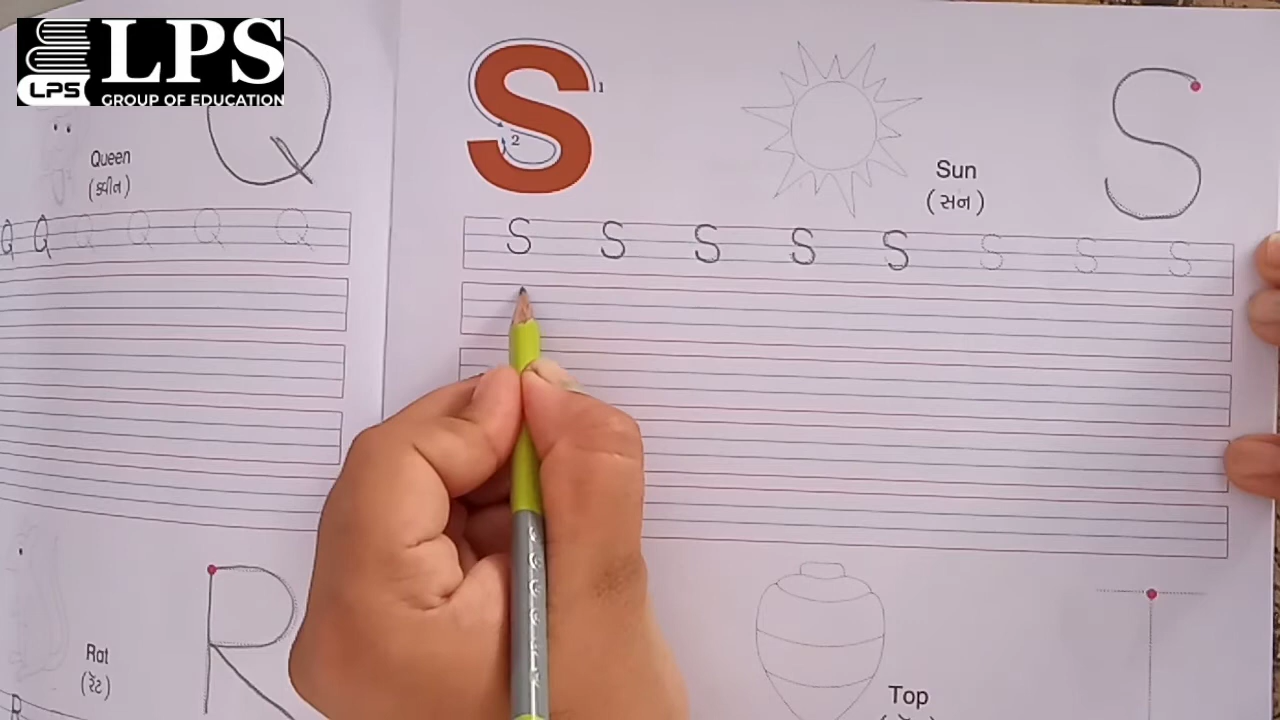 LPS
LPS
GROUP OF EDUCATION
Q
Queen
(ક્વીન)
Q Q Q Q Q Q
S
1
2
Sun
(સન)
S
S S S S S S S S
R
Rat
(રૅટ)
R
Top
T